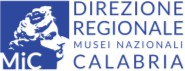 DIREZIONE
REGIONALE
MUSEI NAZIONALI
CALABRIA
MiC